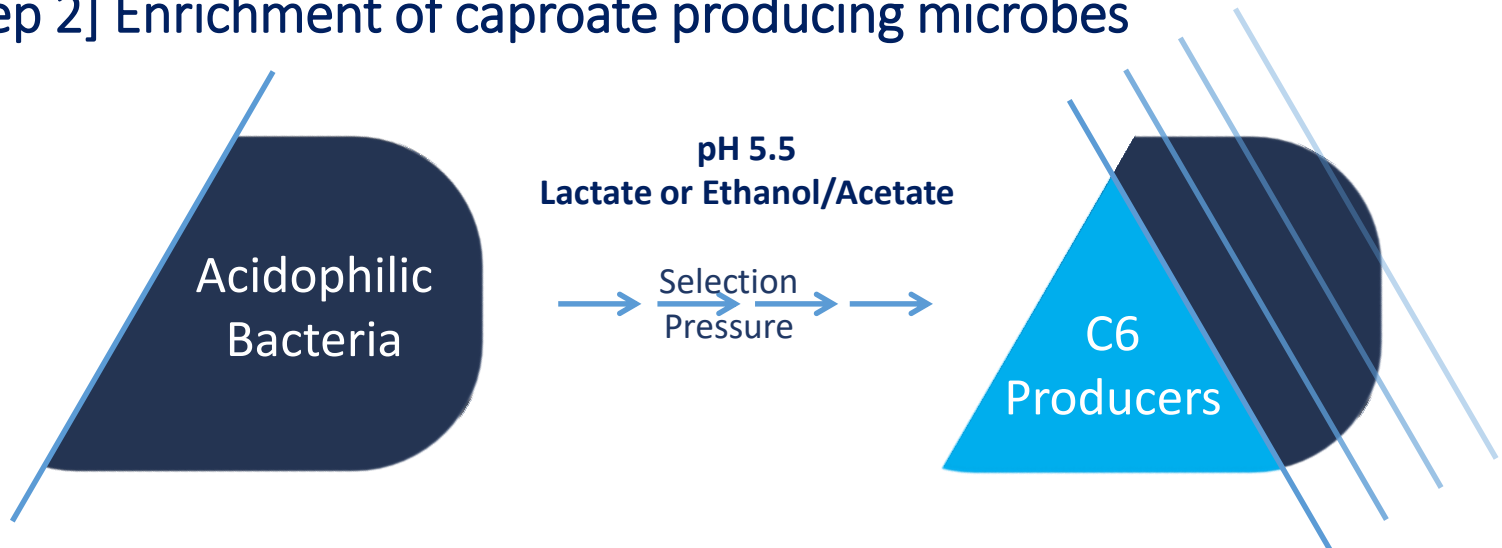 ep 2] Enrichment of caproate producing microbes
pH 5.5
Lactate or Ethanol/Acetate
Acidophilic
Bacteria
Selection
Pressure
C6
Producers